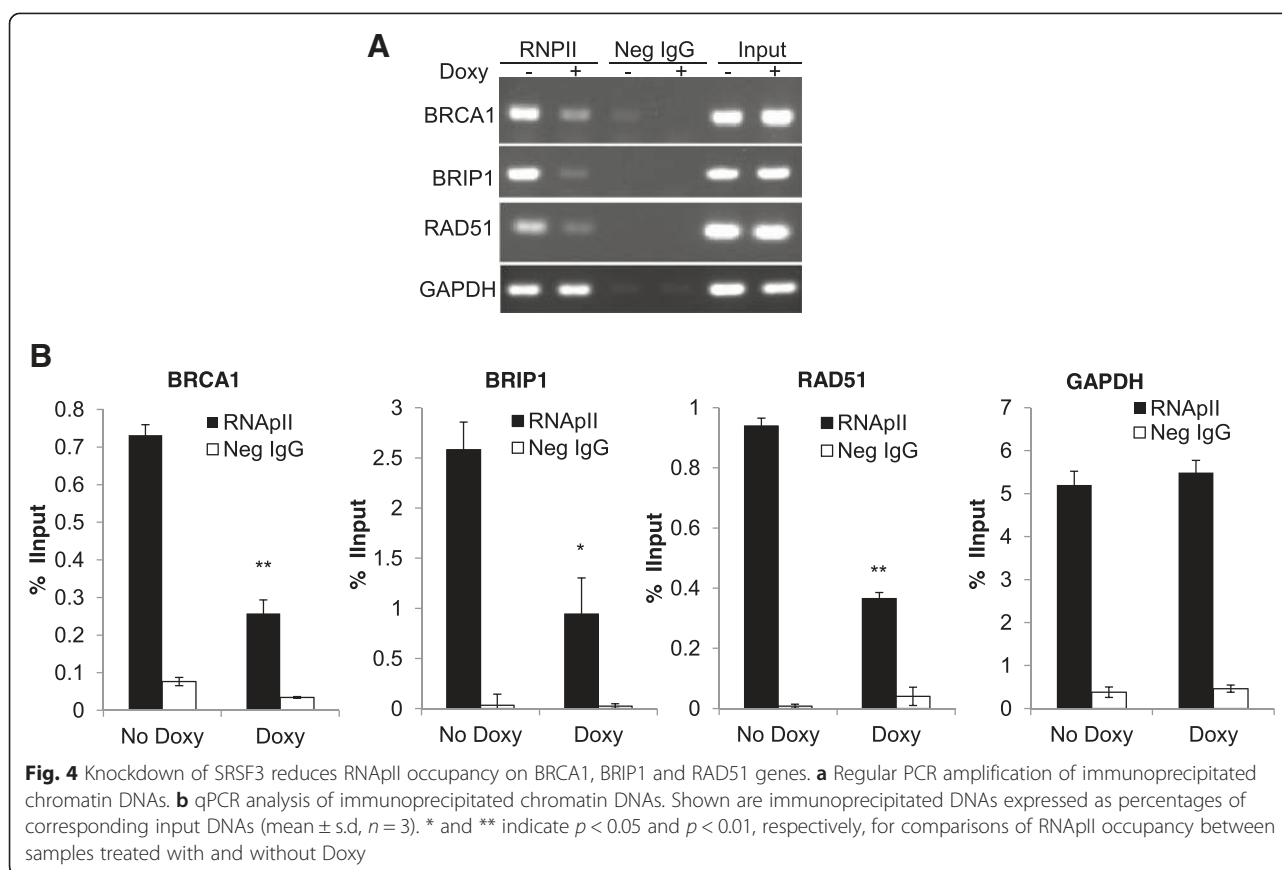 A
RNPII Neg IgG Input
Doxy - + - + - +
BRCA1
BRIP1
RAD51
GAPDH
B
BRCA1
% IInput
0.8
0.7
0.6
0.5
0.4
0.3
0.2
0.1
0
RNApII
Neg IgG
**
No Doxy Doxy
BRIP1
% IInput
3
2.5
2
1.5
1
0.5
0
RNApII
Neg IgG
*
No Doxy Doxy
RAD51
% IInput
1
0.8
0.6
0.4
0.2
0
RNApII
Neg IgG
**
No Doxy Doxy
GAPDH
% IInput
7
6
5
4
3
2
1
0
RNApII
Neg IgG
No Doxy Doxy
Fig. 4 Knockdown of SRSF3 reduces RNApII occupancy on BRCA1, BRIP1 and RAD51 genes. a Regular PCR amplification of immunoprecipitated
chromatin DNAs. b qPCR analysis of immunoprecipitated chromatin DNAs. Shown are immunoprecipitated DNAs expressed as percentages of
corresponding input DNAs (mean ± s.d, n = 3). * and ** indicate p < 0.05 and p < 0.01, respectively, for comparisons of RNApII occupancy between
samples treated with and without Doxy